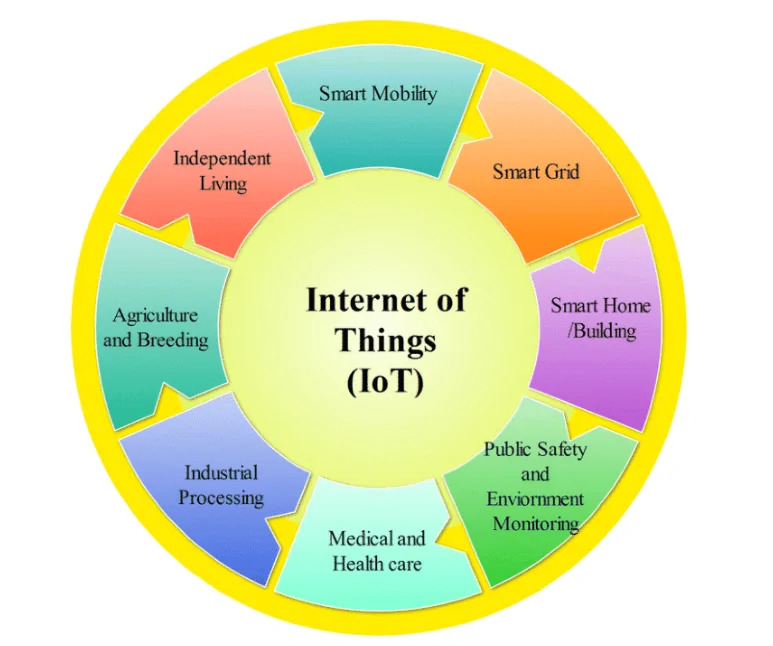 Smart Mobility
Smart Grid
Smart Home
/Building
Public Safety
and
Enviornment
Monitoring
Medical and
Health care
Industrial
Processing
Agriculture
and Breeding
Independent
Living
Internet of
Things
(IoT)